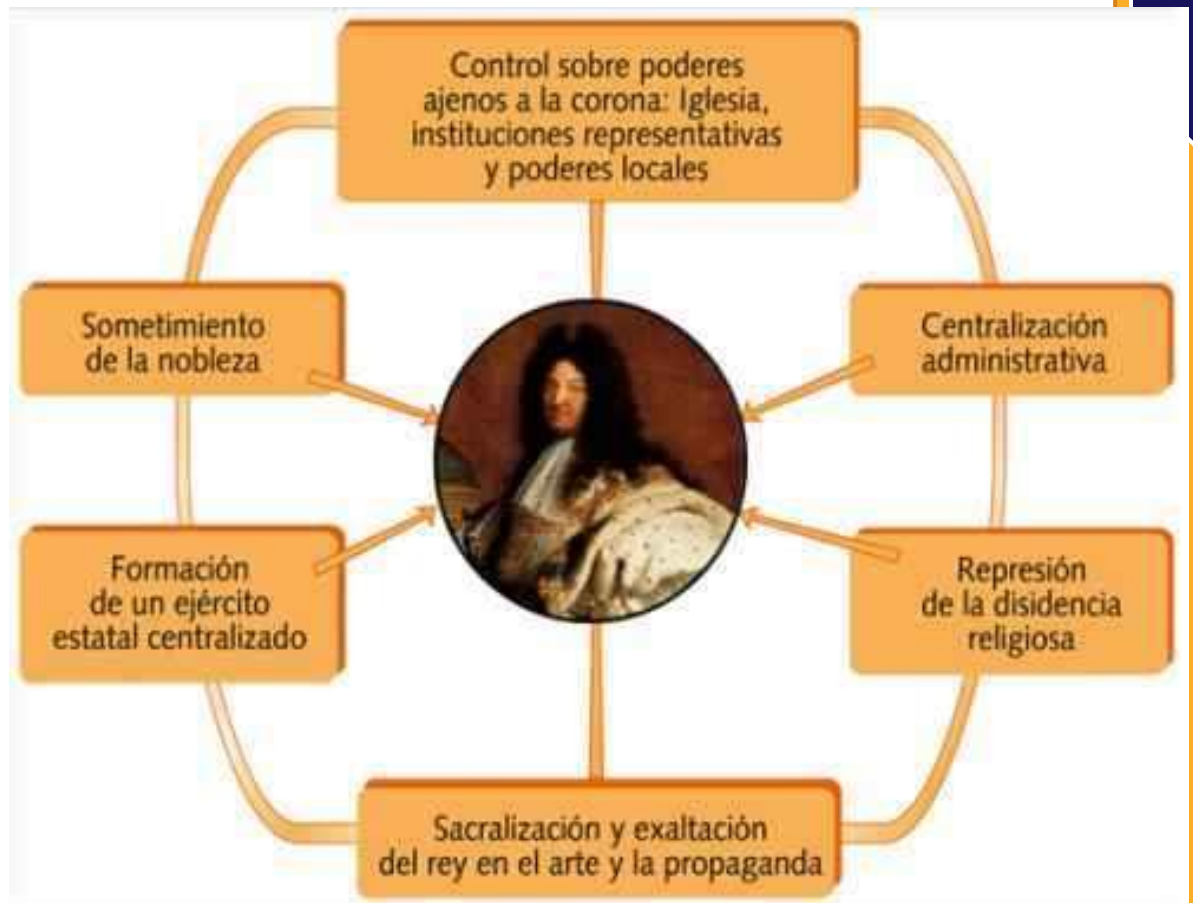 Control sobre poderes
ajenos a la corona: Iglesia,
instituciones representativas
y poderes locales
Sometimiento
de la nobleza
Centralización
administrativa
Formación
de un ejército
estatal centralizado
Represión
de la disidencia
religiosa
Sacralización y exaltación
del rey en el arte y la propaganda